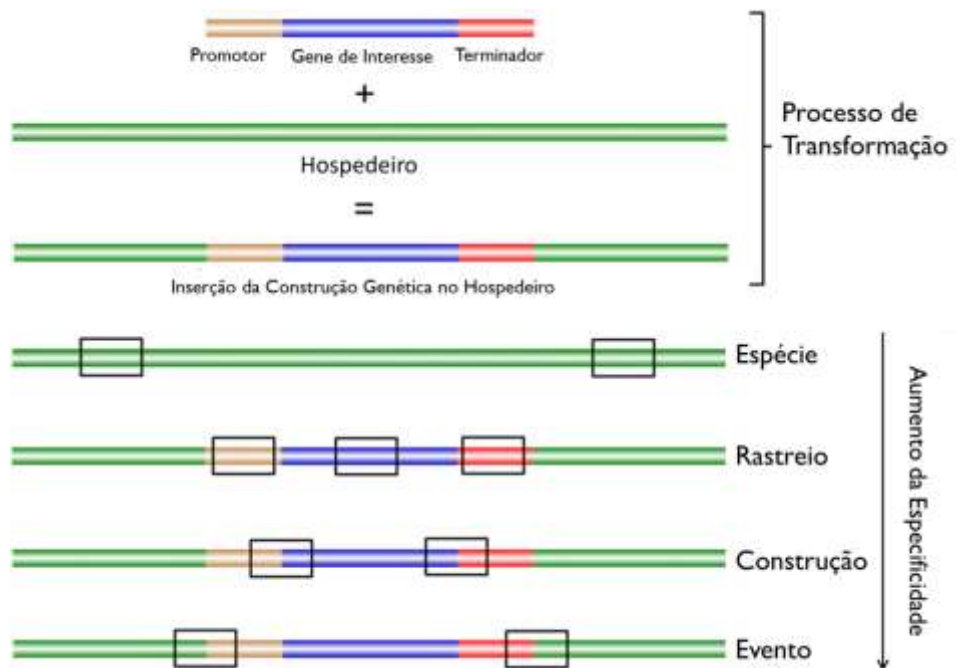 Promotor Gene de Interesse Terminador
+
Hospedeiro
=
Inserção da Construção Genética no Hospedeiro
Processo de
Transformação
Espécie
Rastreio
Construção
Evento
Aumento da Especificidade